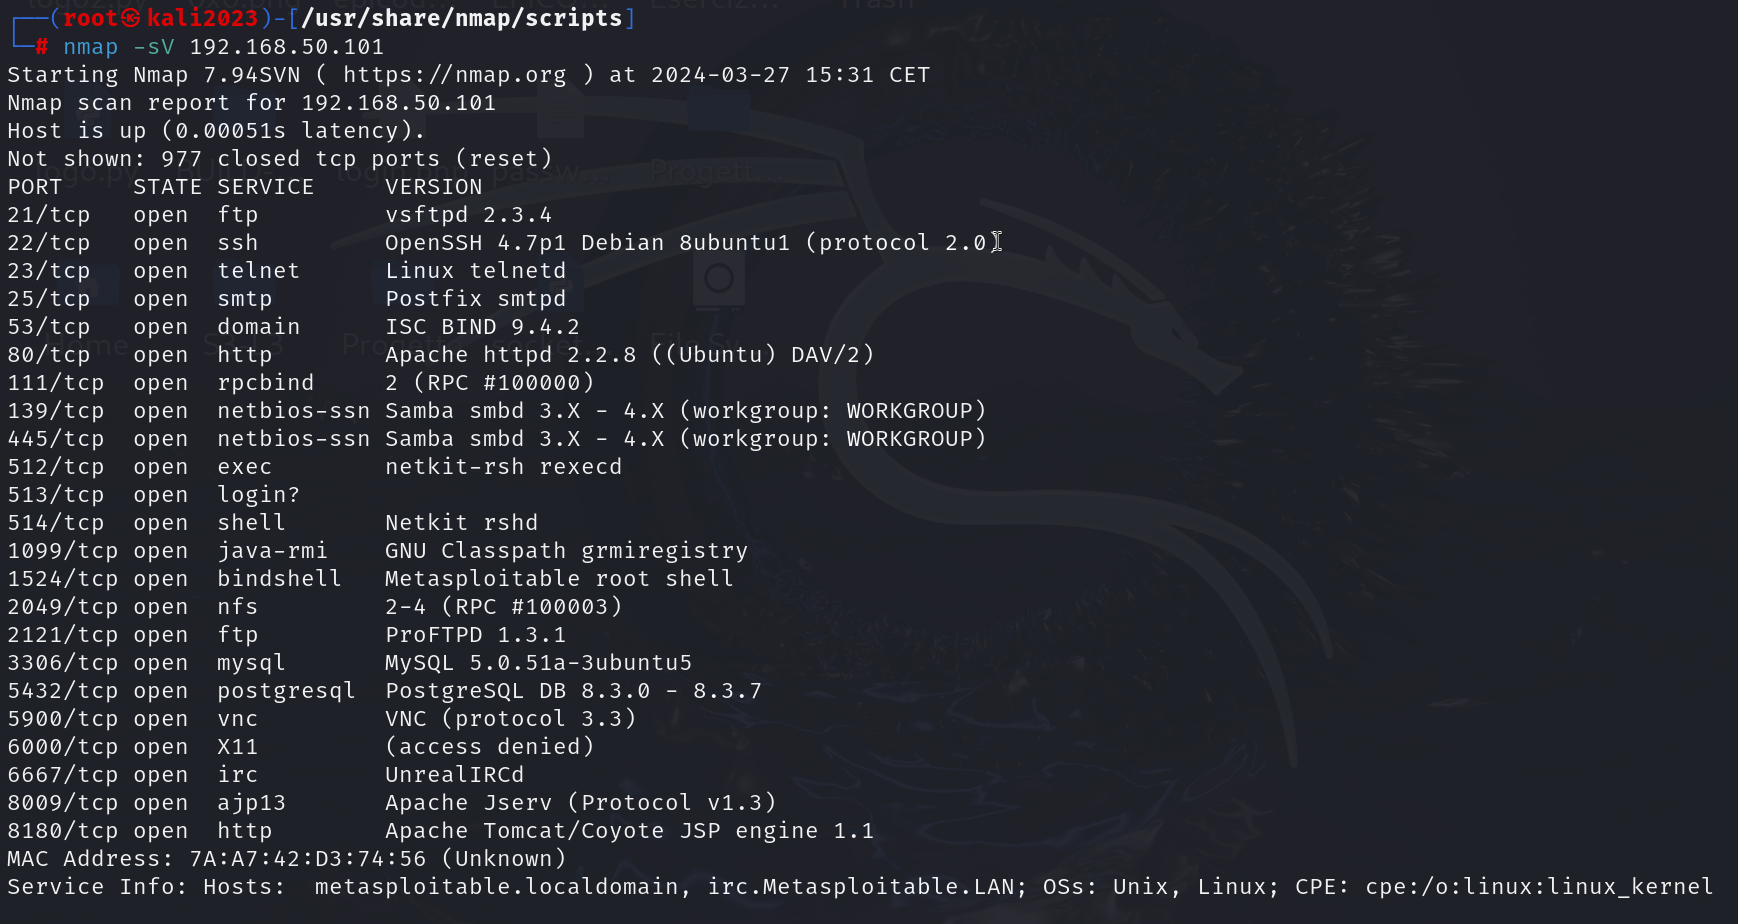 ┌──(root㉿kali2023)-[/usr/share/nmap/scripts]
└─# nmap -sV 192.168.50.101
Starting Nmap 7.94SVN ( https://nmap.org ) at 2024-03-27 15:31 CET
Nmap scan report for 192.168.50.101
Host is up (0.00051s latency).
Not shown: 977 closed tcp ports (reset)
PORT     STATE SERVICE     VERSION
21/tcp   open  ftp         vsftpd 2.3.4
22/tcp   open  ssh         OpenSSH 4.7p1 Debian 8ubuntu1 (protocol 2.0)
23/tcp   open  telnet      Linux telnetd
25/tcp   open  smtp        Postfix smtpd
53/tcp   open  domain      ISC BIND 9.4.2
80/tcp   open  http        Apache httpd 2.2.8 ((Ubuntu) DAV/2)
111/tcp  open  rpcbind     2 (RPC #100000)
139/tcp  open  netbios-ssn Samba smbd 3.X - 4.X (workgroup: WORKGROUP)
445/tcp  open  netbios-ssn Samba smbd 3.X - 4.X (workgroup: WORKGROUP)
512/tcp  open  exec        netkit-rsh rexecd
513/tcp  open  login?
514/tcp  open  shell       Netkit rshd
1099/tcp open  java-rmi    GNU Classpath grmiregistry
1524/tcp open  bindshell   Metasploitable root shell
2049/tcp open  nfs         2-4 (RPC #100003)
2121/tcp open  ftp         ProFTPD 1.3.1
3306/tcp open  mysql       MySQL 5.0.51a-3ubuntu5
5432/tcp open  postgresql  PostgreSQL DB 8.3.0 - 8.3.7
5900/tcp open  vnc         VNC (protocol 3.3)
6000/tcp open  X11         (access denied)
6667/tcp open  irc         UnrealIRCd
8009/tcp open  ajp13       Apache Jserv (Protocol v1.3)
8180/tcp open  http        Apache Tomcat/Coyote JSP engine 1.1
MAC Address: 7A:A7:42:D3:74:56 (Unknown)
Service Info: Hosts:  metasploitable.localdomain, irc.Metasploitable.LAN; OSs: Unix, Linux; CPE: cpe:/o:linux:linux_kernel